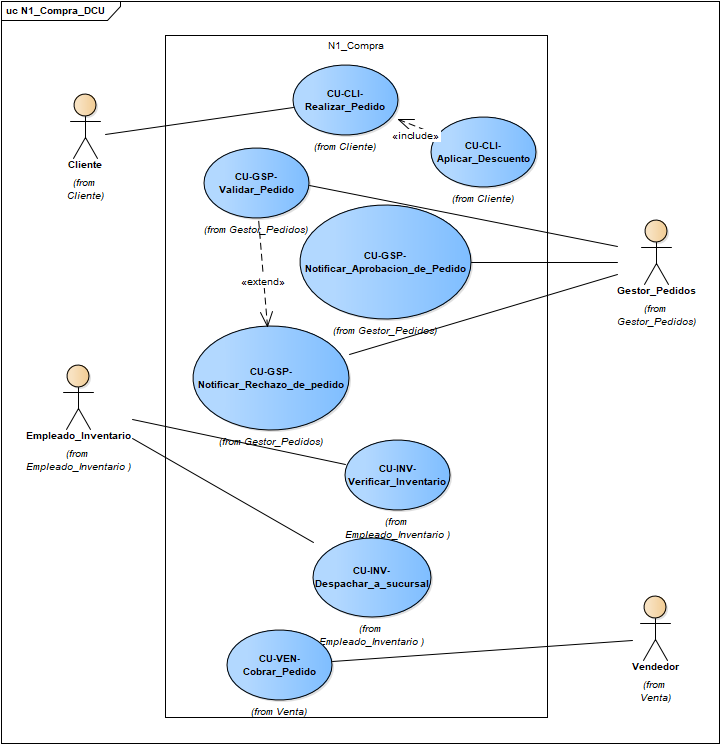 uc N1_Compra_DCU
N1_Compra
CU-CLI-
Realizar_Pedido
(from Cliente)
«include»
CU-CLI-
Aplicar_Descuento
(from Cliente)
Cliente
(from
Cliente)
CU-GSP-
Validar_Pedido
(from Gestor_Pedidos)
CU-GSP-
Notificar_Aprobacion_de_Pedido
(from Gestor_Pedidos)
«extend»
Gestor_Pedidos
(from
Gestor_Pedidos)
CU-GSP-
Notificar_Rechazo_de_pedido
(from Gestor_Pedidos)
Empleado_Inventario
(from
Empleado_Inventario )
CU-INV-
Verificar_Inventario
(from
Empleado_Inventario )
CU-INV-
Despachar_a_sucursal
(from
Empleado_Inventario )
CU-VEN-
Cobrar_Pedido
(from Venta)
Vendedor
(from
Venta)